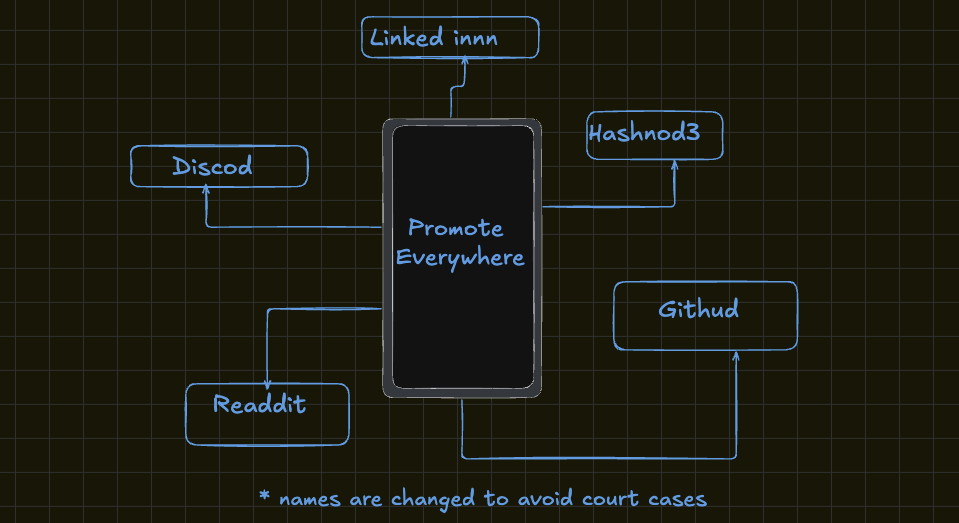 Linked innn
Hashnod3
Discod
Promote
Everywhere
Githud
Readdit
* names are changed to avoid court cases